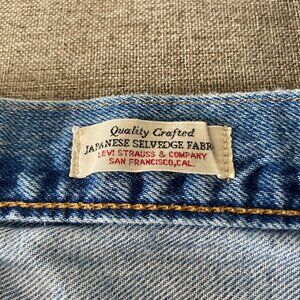 Quality Crafted
JAPANESE SELVEDGE FABR
LEVI STRAUSS & COMPANY
SAN FRANCISCO,CAL.